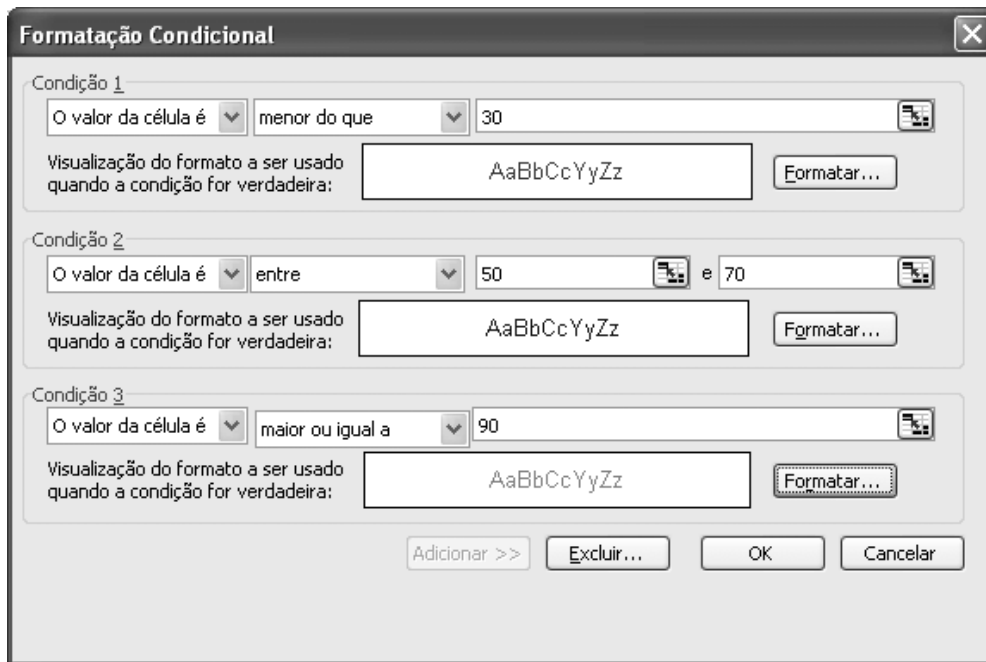 Formatação Condicional
Condição 1
O valor da célula é menor do que 30
Visualização do formato a ser usado
quando a condição for verdadeira:
AaBbCcYyZz
Formatar...
Condição 2
O valor da célula é entre 50 e 70
Visualização do formato a ser usado
quando a condição for verdadeira:
AaBbCcYyZz
Formatar...
Condição 3
O valor da célula é maior ou igual a 90
Visualização do formato a ser usado
quando a condição for verdadeira:
AaBbCcYyZz
Formatar...
Adicionar >> Excluir... OK Cancelar